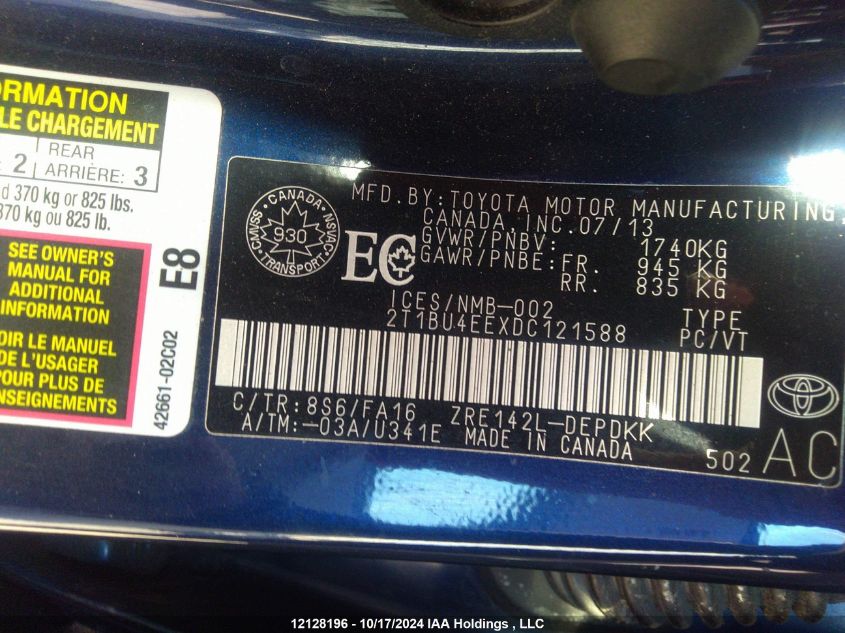 ORMATION
LE CHARGEMENT
2
REAR
ARRIÈRE: 3
d 370 kg or 825 lbs.
370 kg ou 825 lb.
SEE OWNER'S
MANUAL FOR
ADDITIONAL
INFORMATION
OIR LE MANUEL
DE L'USAGER
POUR PLUS DE
ENSEIGNEMENTS
E8
42661-02C02
CANADA
SSMVC NSVAC
930
TRANSPORT
EC
MFD.BY:TOYOTA MOTOR MANUFACTURING,
CANADA, INC.07/13
GVWR/PNBV: 1740KG
GAWR/PNBE:FR. 945 KG
RR. 835 KG
ICES/NMB-002
2T1BU4EEXDC121588
TYPE
PC/VT
C/TR:8S6/FA16 ZRE142L-DEPDKK
A/TM:-03A/U341E MADE IN CANADA
502
AC
12128196 - 10/17/2024 IAA Holdings , LLC